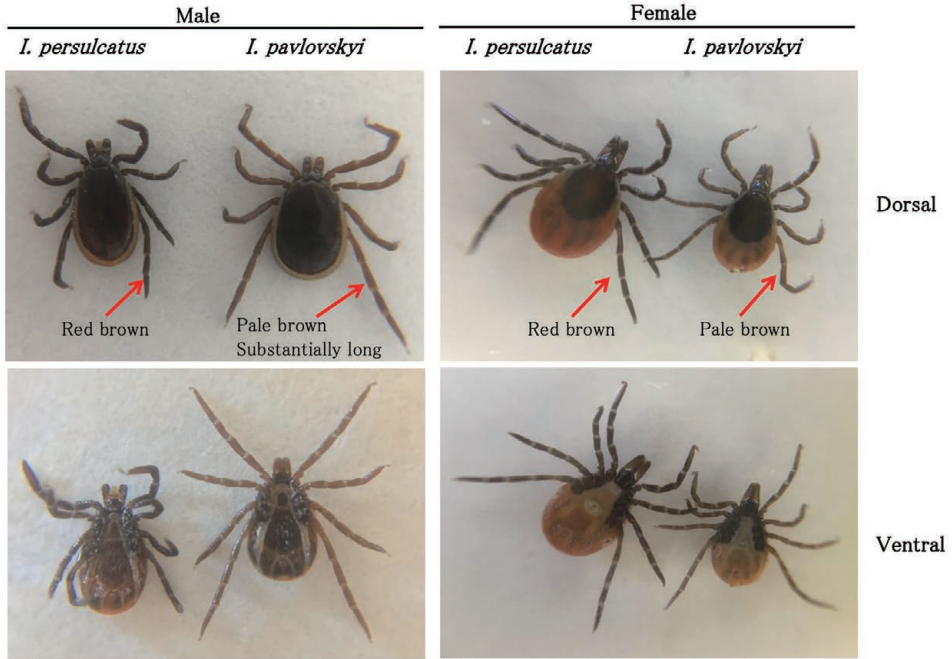 Male
Female
I. persulcatus
I. pavlovskyi
I. persulcatus
I. pavlovskyi
Dorsal
Red brown
Pale brown
Substantially long
Red brown
Pale brown
Ventral